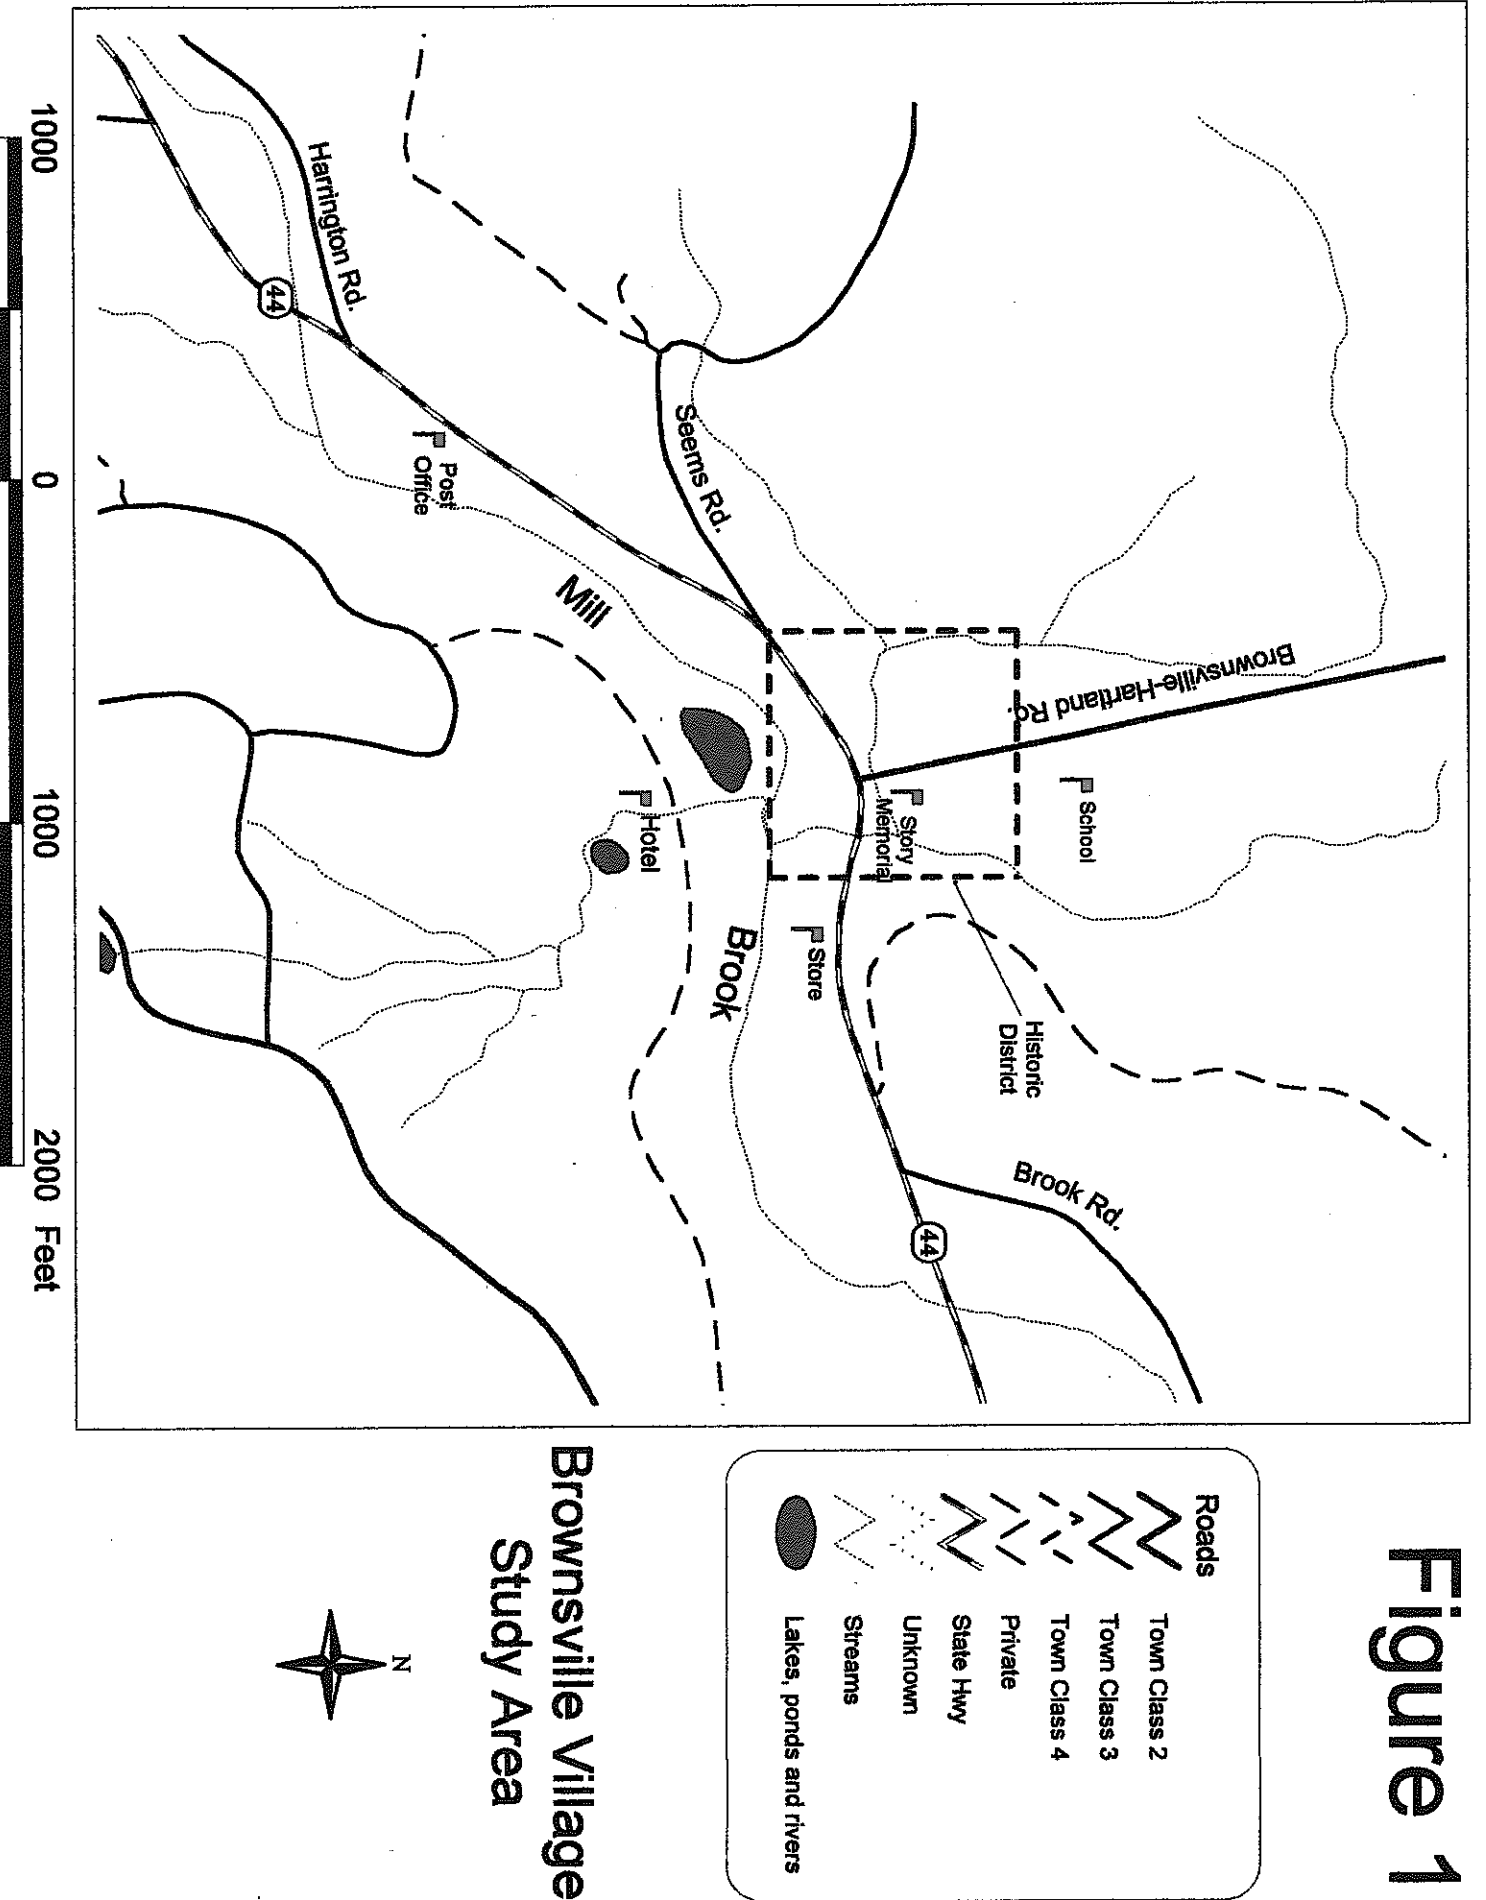 Figure 1
Roads
Town Class 2
Town Class 3
Town Class 4
Private
State Hwy
Unknown
Streams
Lakes, ponds and rivers
Brownsville Village
Study Area
N
Brownsville-Hartland Rd.
School
Story
Memorial
Historic
District
Brook Rd.
44
Store
Seems Rd.
Brook
Mill
Hotel
Post
Office
Harrington Rd.
44
1000
0
1000
2000 Feet